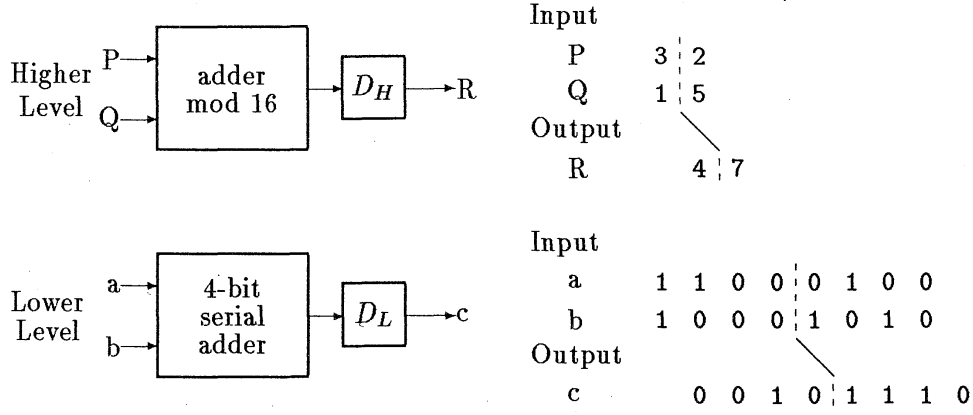 Higher
Level
P
Q
adder
mod 16
D_H
R
Input
P 3 2
Q 1 5
Output
R 4 7
Lower
Level
a
b
4-bit
serial
adder
D_L
c
Input
a 1 1 0 0 0 1 0 0
b 1 0 0 0 1 0 1 0
Output
c 0 0 1 0 1 1 1 0